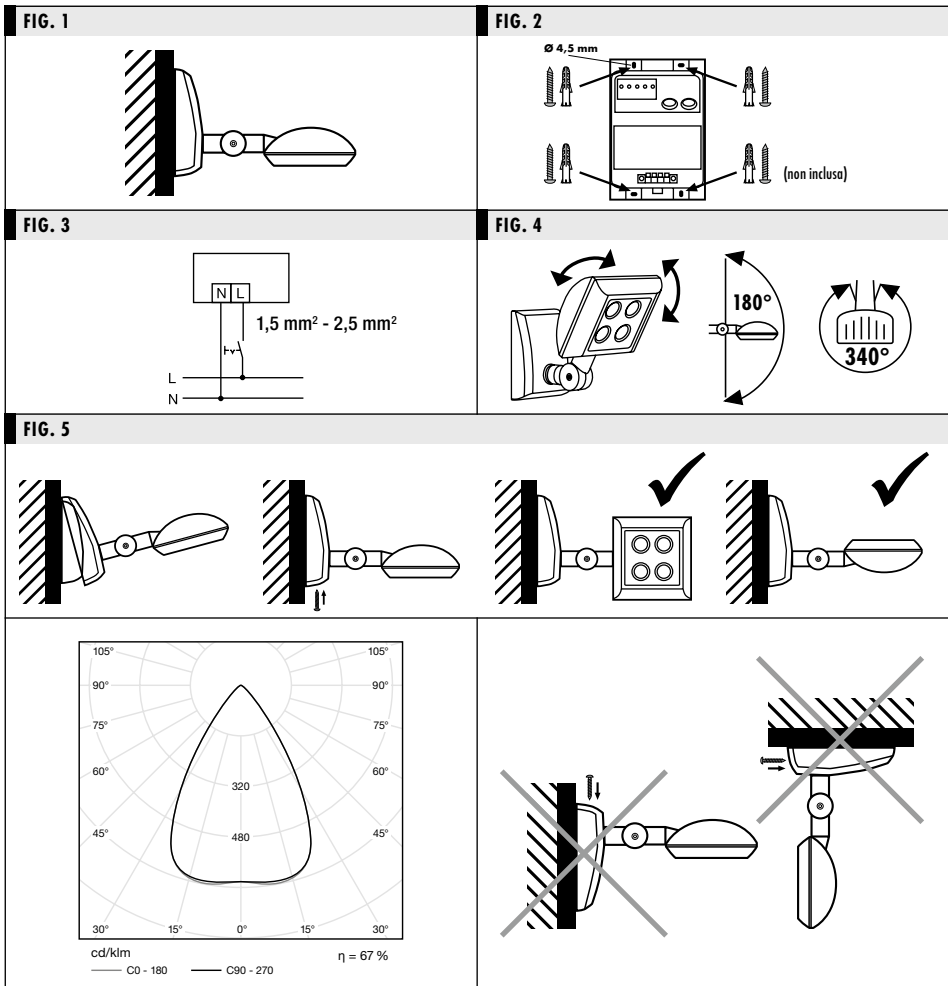 FIG. 1
FIG. 2
Ø 4,5 mm
(non inclusa)
FIG. 3
N L
1,5 mm² - 2,5 mm²
L
N
FIG. 4
180°
340°
FIG. 5
105° 105°
90° 90°
75° 75°
60° 60°
320
45° 480 45°
30° 15° 0° 15° 30°
cd/klm η = 67 %
C0 - 180 C90 - 270